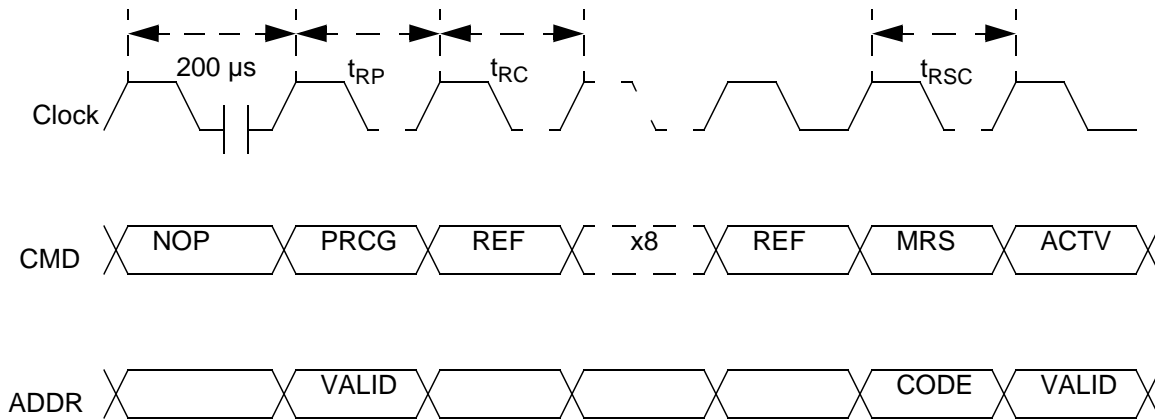 200 µs tRP tRC tRSC
Clock
CMD NOP PRCG REF x8 REF MRS ACTV
ADDR VALID CODE VALID